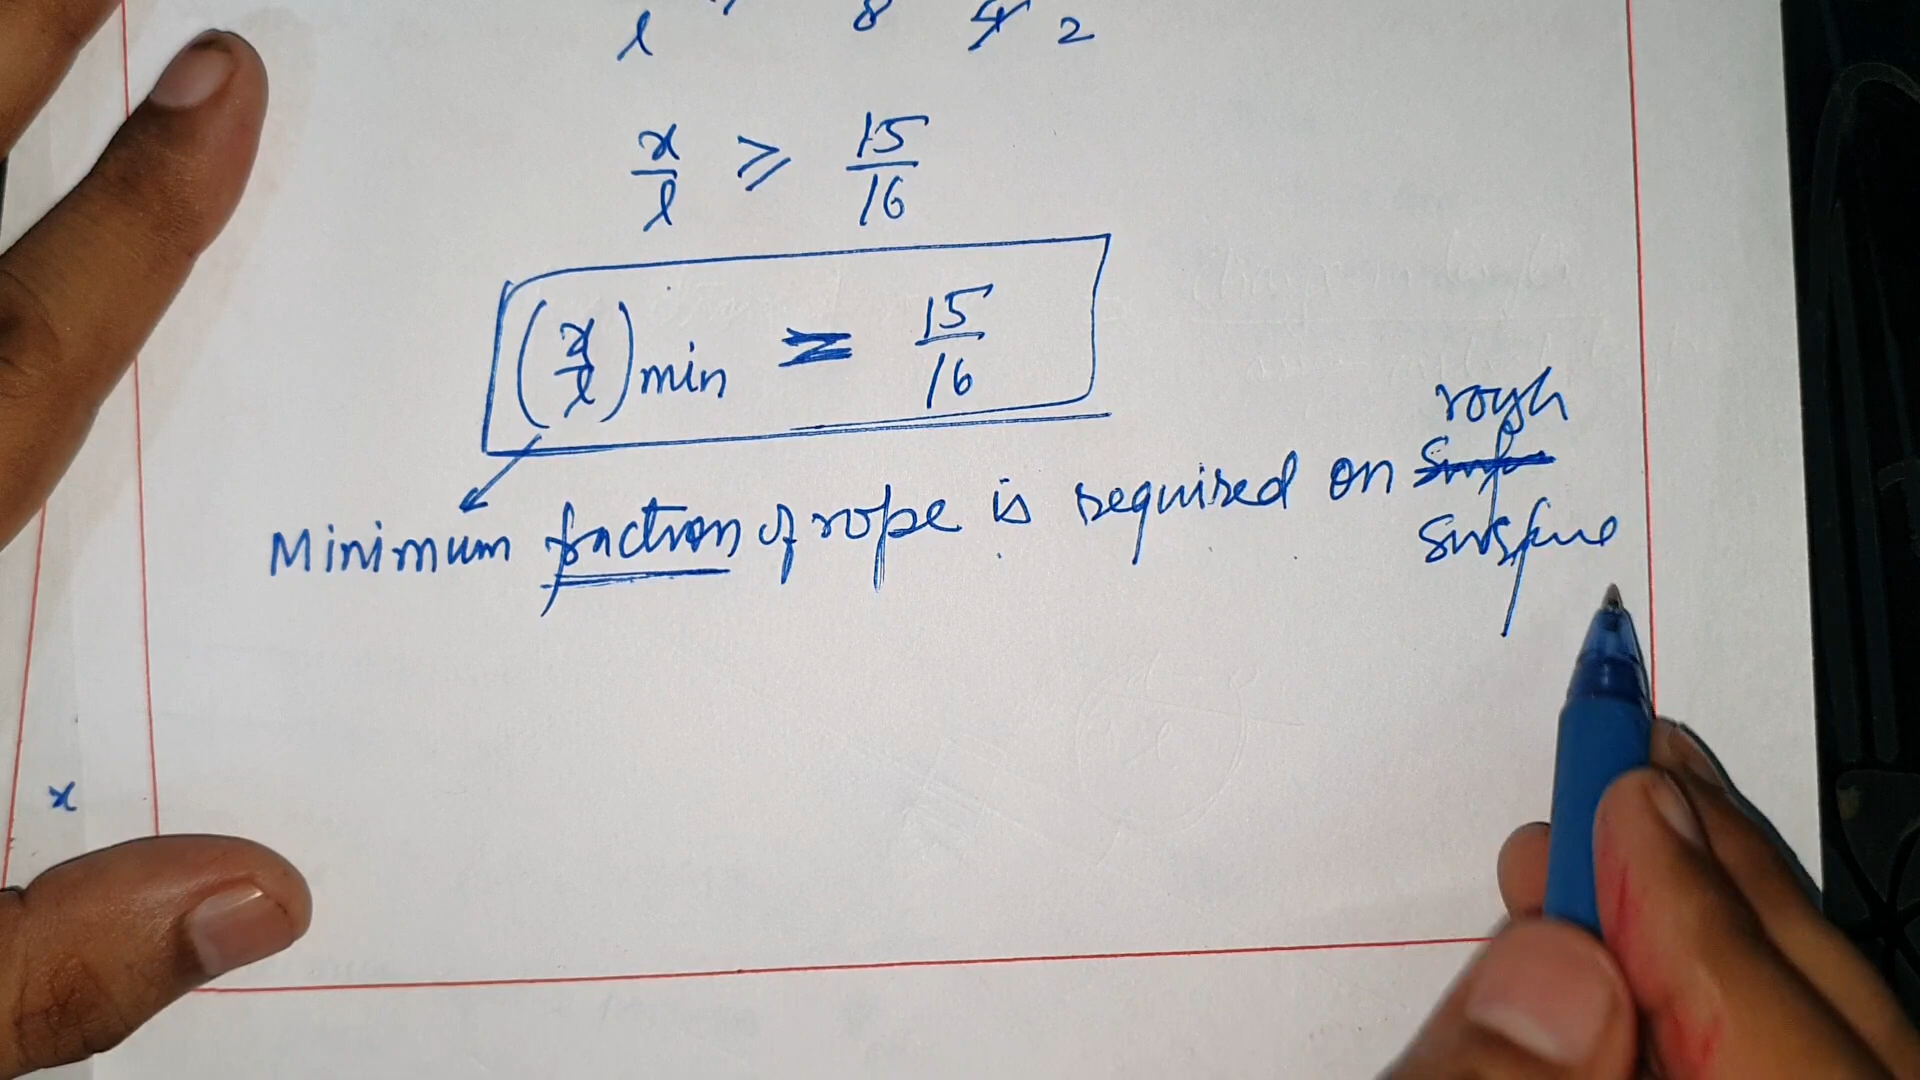 l 8 4 2
x/l ⩾ 15/16
(x/l)min = 15/16
rough
Minimum fraction of rope is required on
surface
x